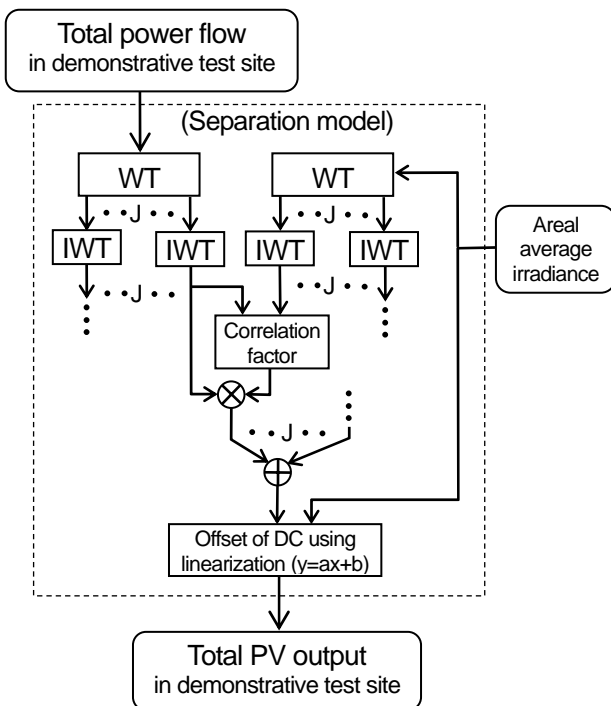 Total power flow
in demonstrative test site
(Separation model)
WT
WT
J
J
IWT
IWT
IWT
IWT
Areal
average
irradiance
J
J
Correlation
factor
J
Offset of DC using
linearization (y=ax+b)
Total PV output
in demonstrative test site